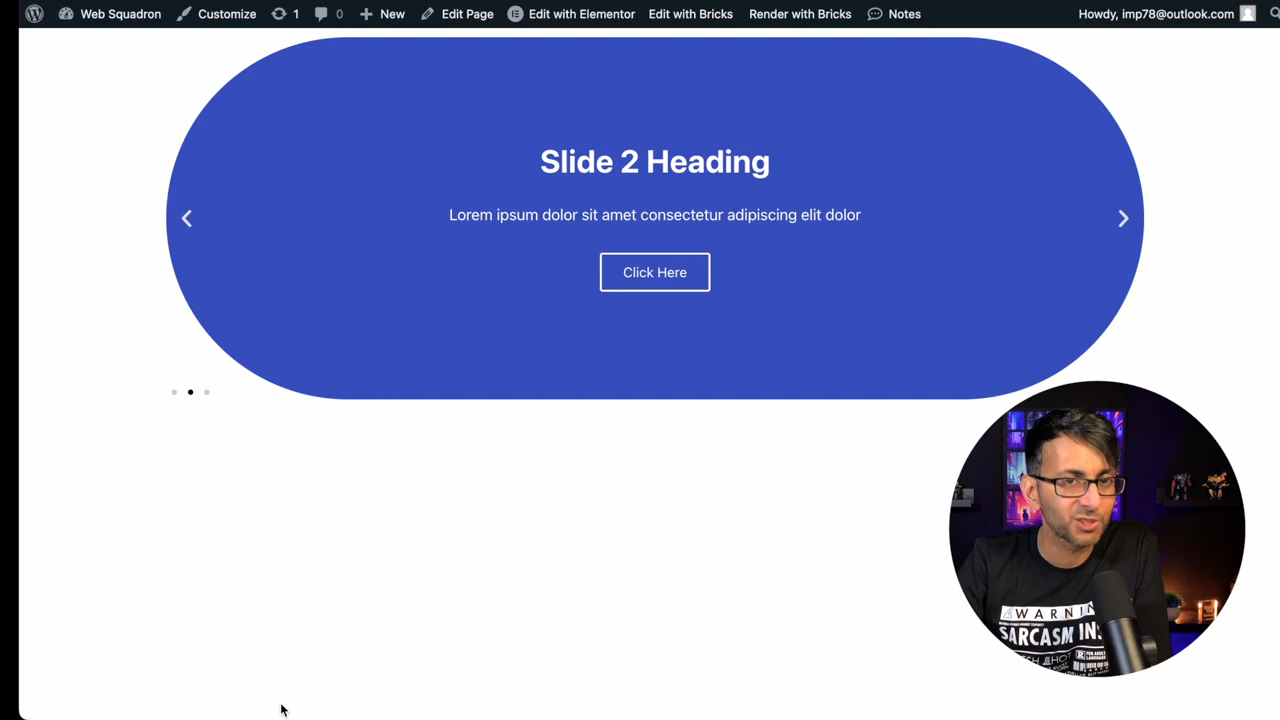 Web Squadron Customize 1 0 New Edit Page Edit with Elementor Edit with Bricks Render with Bricks Notes Howdy, imp78@outlook.com
Slide 2 Heading
Lorem ipsum dolor sit amet consectetur adipiscing elit dolor
Click Here
WARNIN
SARCASM INS